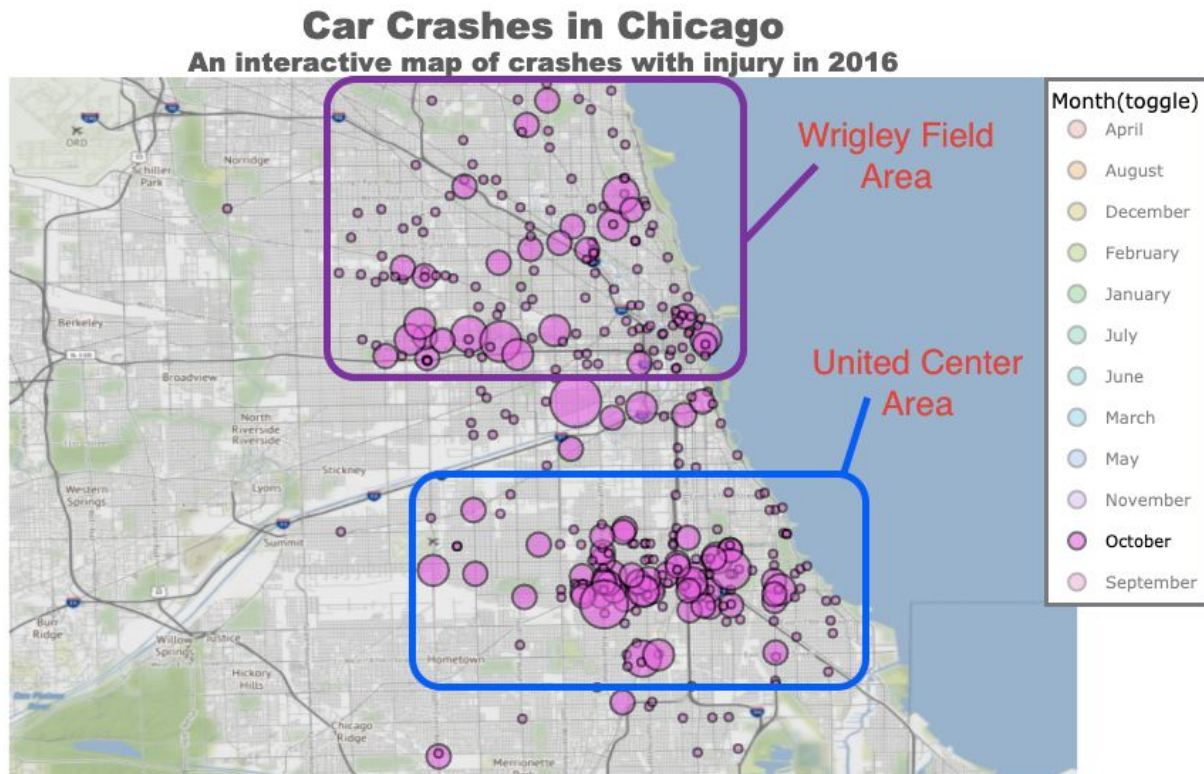 Car Crashes in Chicago
An interactive map of crashes with injury in 2016
Month(toggle)
April
August
December
February
January
July
June
March
May
November
October
September
Wrigley Field
Area
United Center
Area
ORD
Schiller
Park
Norridge
Berkeley
Broadview
North
Riverside
Riverside
Stickney
Lyons
Western
Springs
Summit
Burr
Ridge
Willow
Springs
Justice
Hometown
Hickory
Hills
Chicago
Ridge
Merrionette